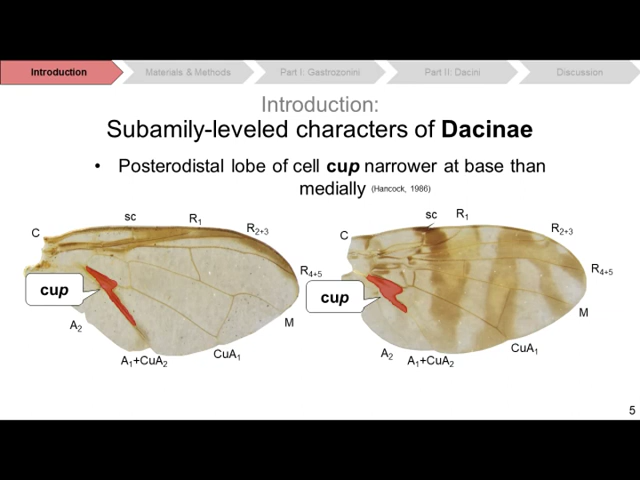 Introduction
Materials & Methods
Part I: Gastrozonini
Part II: Dacini
Discussion
Introduction:
Subamily-leveled characters of Dacinae
• Posterodistal lobe of cell cup narrower at base than
medially (Hancock, 1986)
C
sc
R1
R2+3
R4+5
M
CuA1
A1+CuA2
A2
cup
C
sc
R1
R2+3
R4+5
M
CuA1
A1+CuA2
A2
cup
5